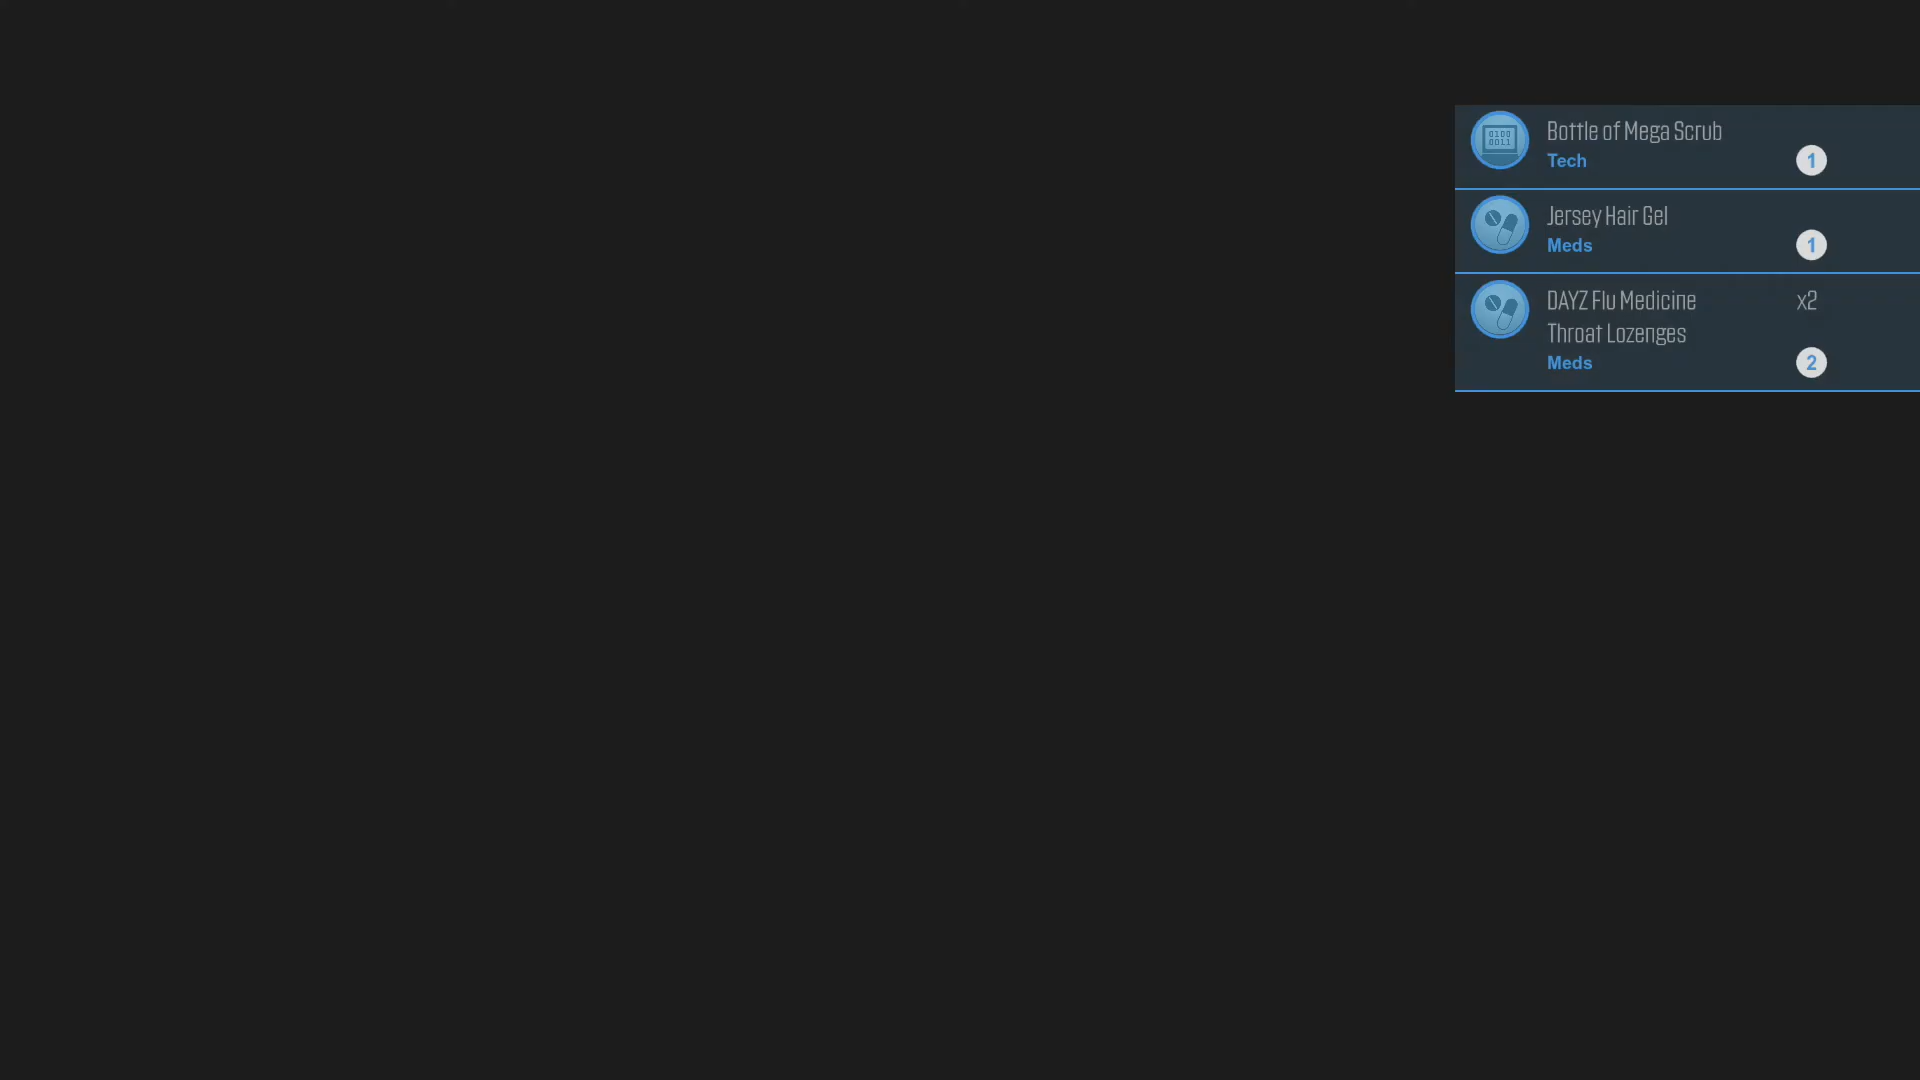 0100
0011
Bottle of Mega Scrub
Tech
1
Jersey Hair Gel
Meds
1
DAYZ Flu Medicine x2
Throat Lozenges
Meds
2